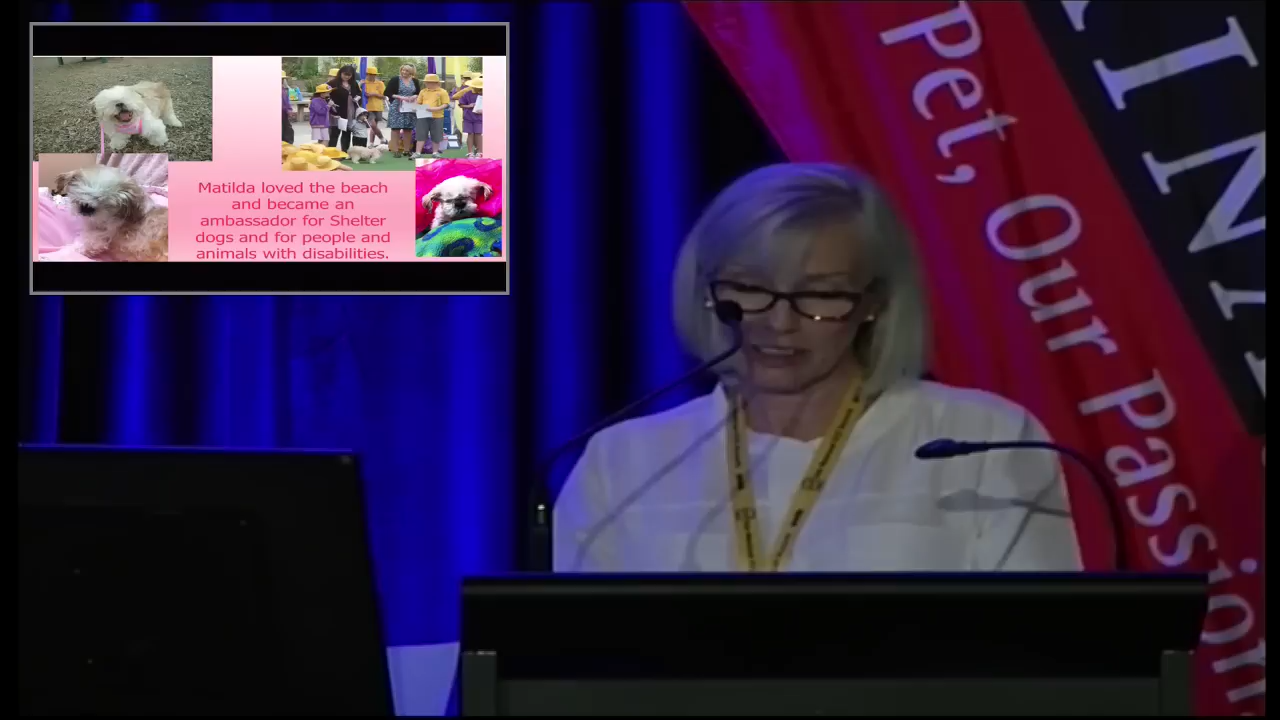 Matilda loved the beach
and became an
ambassador for Shelter
dogs and for people and
animals with disabilities.
Pet, Our Passion